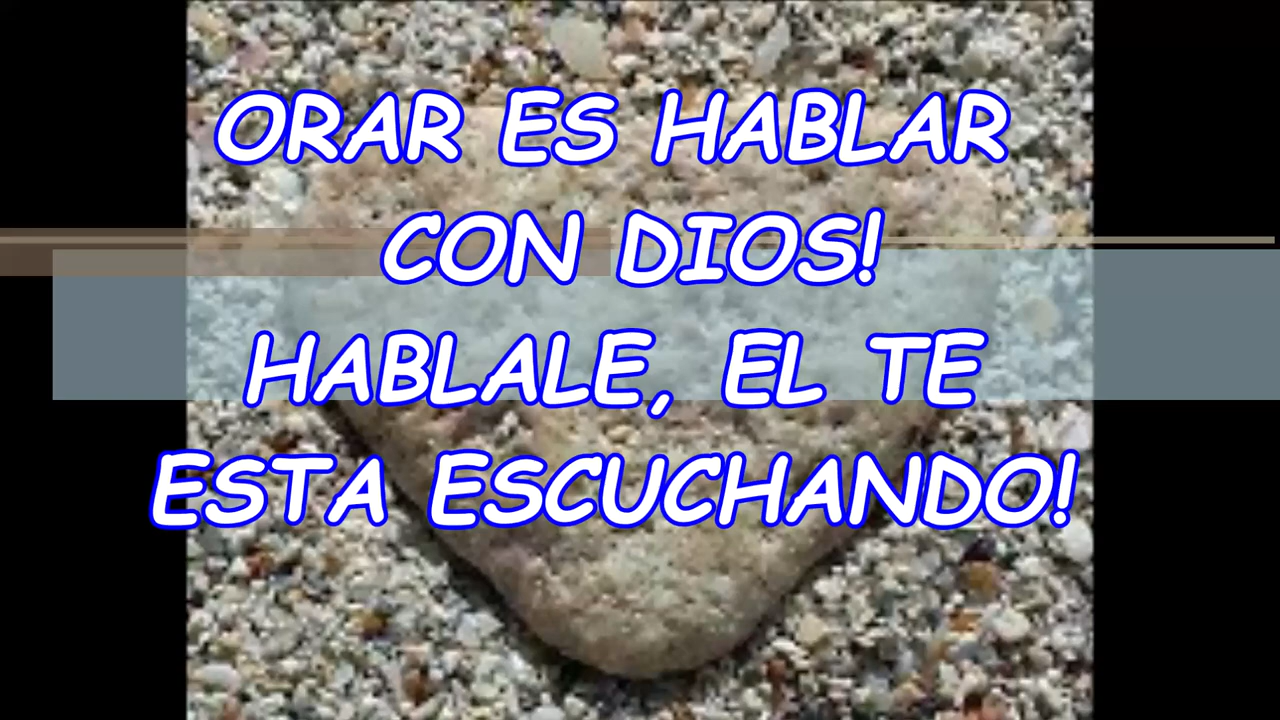 ORAR ES HABLAR
CON DIOS!
HABLALE, EL TE
ESTA ESCUCHANDO!